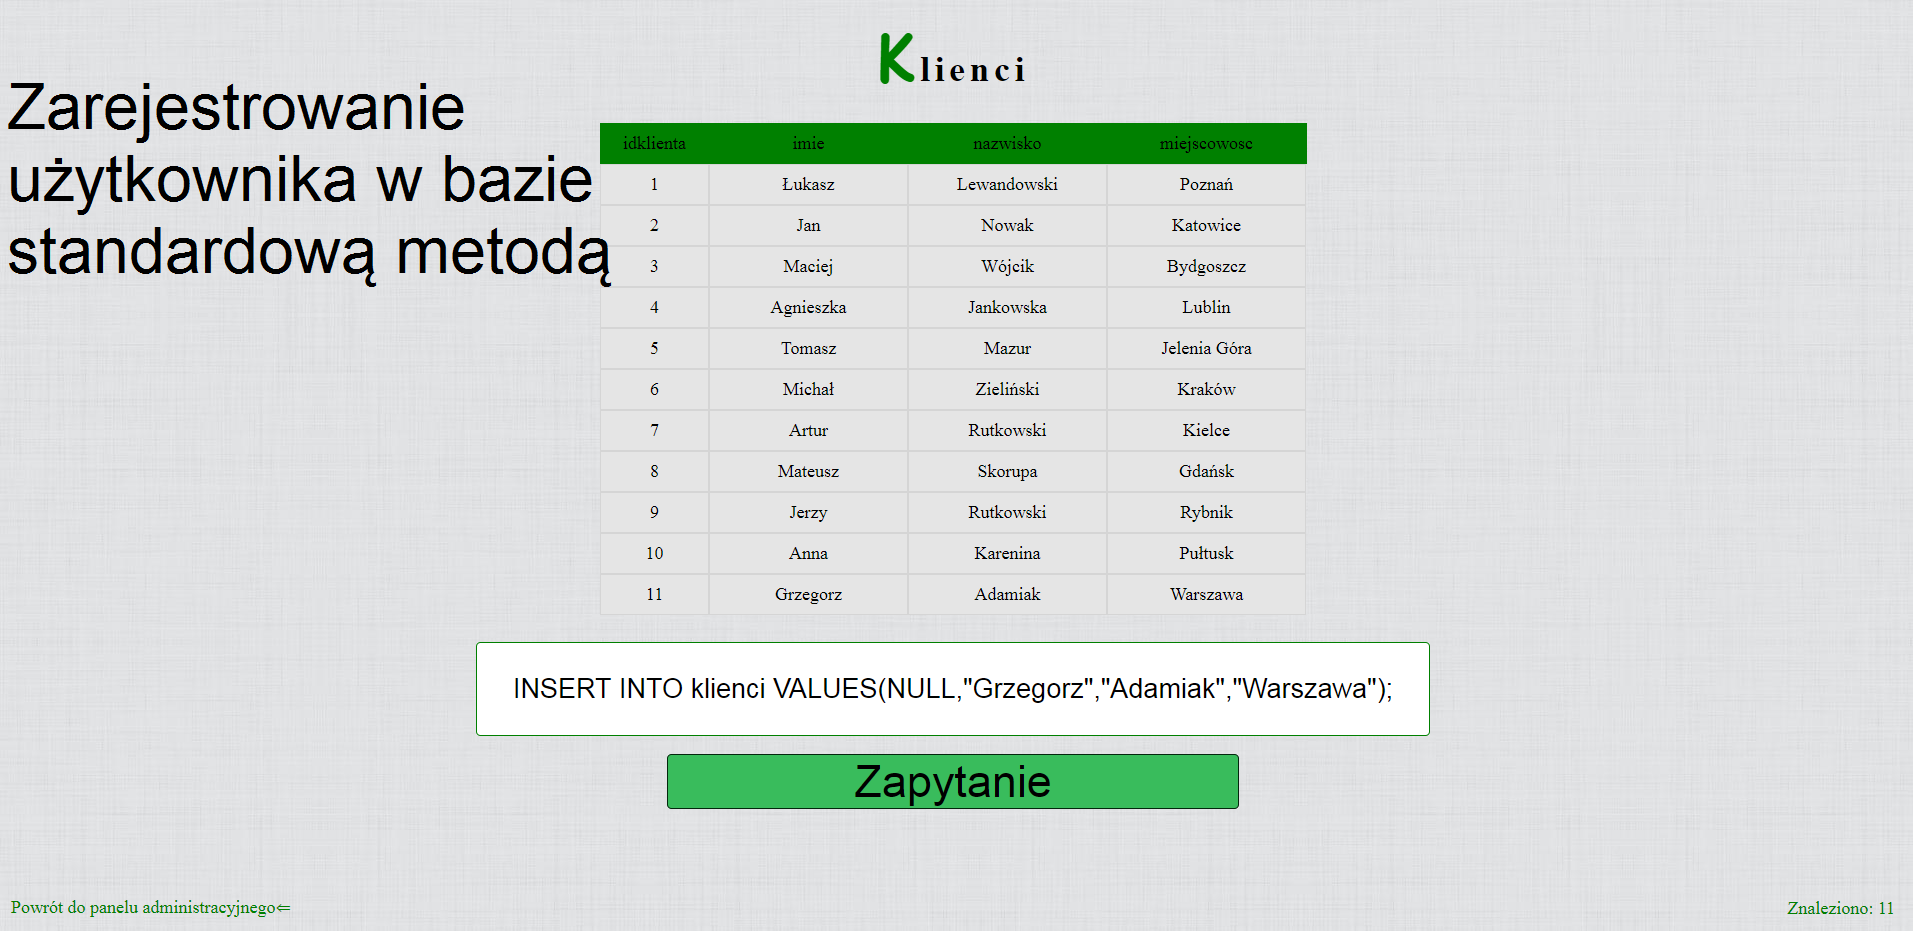 Klienci
Zarejestrowanie
użytkownika w bazie
standardową metodą
idklienta imie nazwisko miejscowosc
1 Łukasz Lewandowski Poznań
2 Jan Nowak Katowice
3 Maciej Wójcik Bydgoszcz
4 Agnieszka Jankowska Lublin
5 Tomasz Mazur Jelenia Góra
6 Michał Zieliński Kraków
7 Artur Rutkowski Kielce
8 Mateusz Skorupa Gdańsk
9 Jerzy Rutkowski Rybnik
10 Anna Karenina Pułtusk
11 Grzegorz Adamiak Warszawa
INSERT INTO klienci VALUES(NULL,"Grzegorz","Adamiak","Warszawa");
Zapytanie
Powrót do panelu administracyjnego⇐
Znaleziono: 11